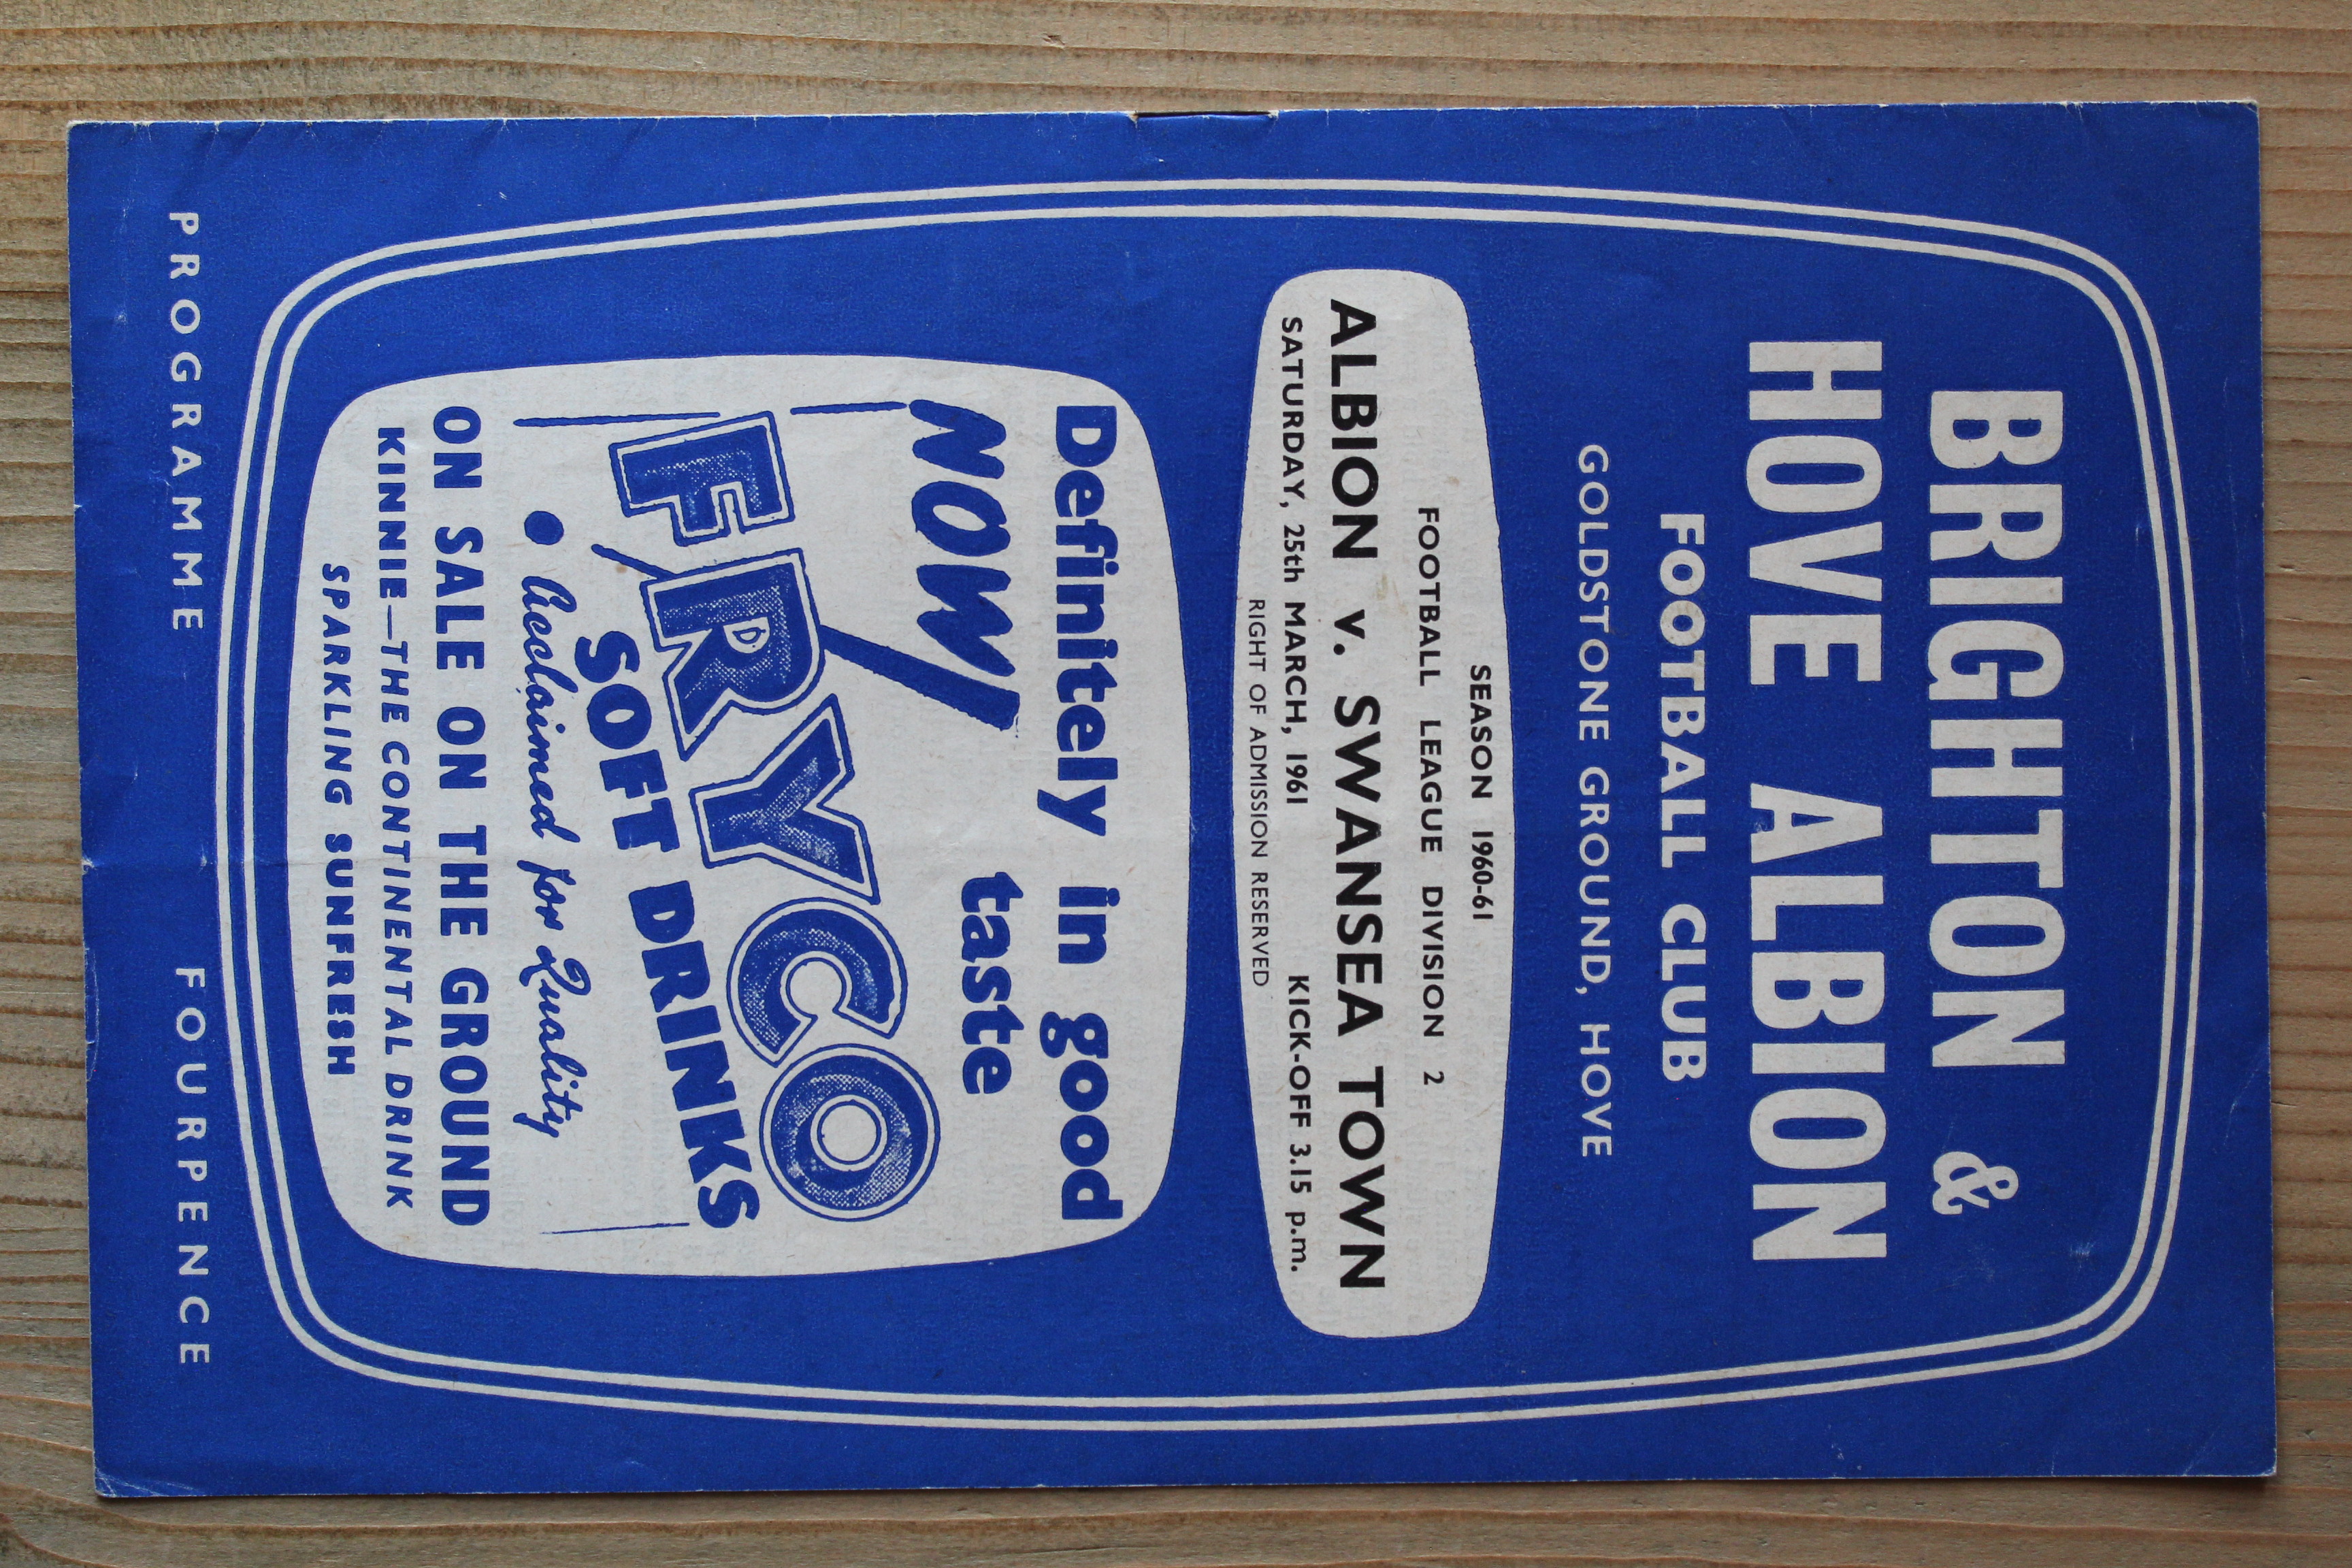 BRIGHTON &
HOVE ALBION
FOOTBALL CLUB
GOLDSTONE GROUND, HOVE
SEASON 1960-61
FOOTBALL LEAGUE DIVISION 2
ALBION v. SWANSEA TOWN
SATURDAY, 25th MARCH, 1961 KICK-OFF 3.15 p.m.
RIGHT OF ADMISSION RESERVED
Definitely in good
taste
NOW!
FRYCO
SOFT DRINKS
● Acclaimed for Quality
ON SALE ON THE GROUND
KINNIE—THE CONTINENTAL DRINK
SPARKLING SUNFRESH
PROGRAMME FOURPENCE